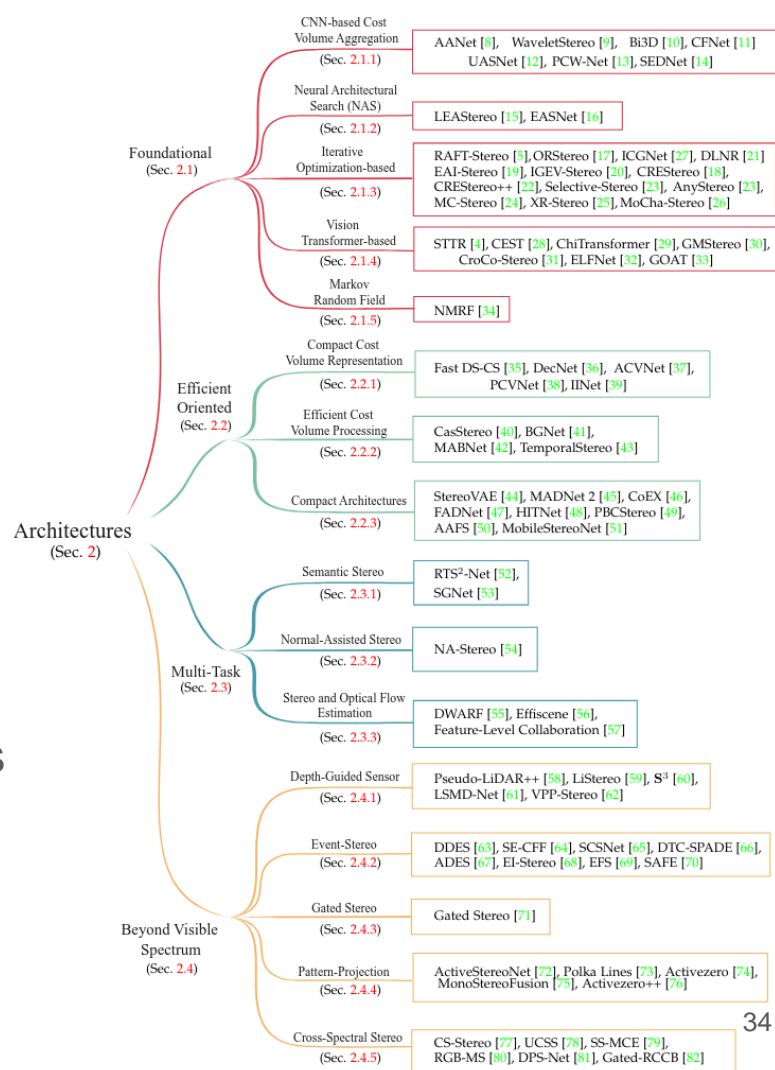 CNN-based Cost
Volume Aggregation
(Sec. 2.1.1)
AANet [8], WaveletStereo [9], Bi3D [10], CFNet [11]
UASNet [12], PCW-Net [13], SEDNet [14]
Neural Architectural
Search (NAS)
(Sec. 2.1.2)
LEAStereo [15], EASNet [16]
Foundational
(Sec. 2.1)
Iterative
Optimization-based
(Sec. 2.1.3)
RAFT-Stereo [5], ORStereo [17], ICGNet [27], DLNR [21]
EAI-Stereo [19], IGEV-Stereo [20], CREStereo [18],
CREStereo++ [22], Selective-Stereo [23], AnyStereo [23],
MC-Stereo [24], XR-Stereo [25], MoCha-Stereo [26]
Vision
Transformer-based
(Sec. 2.1.4)
STTR [4], CEST [28], ChiTransformer [29], GMStereo [30],
CroCo-Stereo [31], ELFNet [32], GOAT [33]
Markov
Random Field
(Sec. 2.1.5)
NMRF [34]
Compact Cost
Volume Representation
(Sec. 2.2.1)
Fast DS-CS [35], DecNet [36], ACVNet [37],
PCVNet [38], IINet [39]
Efficient
Oriented
(Sec. 2.2)
Efficient Cost
Volume Processing
(Sec. 2.2.2)
CasStereo [40], BGNet [41],
MABNet [42], TemporalStereo [43]
Compact Architectures
(Sec. 2.2.3)
StereoVAE [44], MADNet 2 [45], CoEX [46],
FADNet [47], HITNet [48], PBCStereo [49],
AAFS [50], MobileStereoNet [51]
Architectures
(Sec. 2)
Semantic Stereo
(Sec. 2.3.1)
RTS²-Net [52],
SGNet [53]
Normal-Assisted Stereo
(Sec. 2.3.2)
NA-Stereo [54]
Multi-Task
(Sec. 2.3)
Stereo and Optical Flow
Estimation
(Sec. 2.3.3)
DWARF [55], Effiscene [56],
Feature-Level Collaboration [57]
s
Depth-Guided Sensor
(Sec. 2.4.1)
Pseudo-LiDAR++ [58], LiStereo [59], S³ [60],
LSMD-Net [61], VPP-Stereo [62]
Event-Stereo
(Sec. 2.4.2)
DDES [63], SE-CFF [64], SCSNet [65], DTC-SPADE [66],
ADES [67], EI-Stereo [68], EFS [69], SAFE [70]
Beyond Visible
Spectrum
(Sec. 2.4)
Gated Stereo
(Sec. 2.4.3)
Gated Stereo [71]
Pattern-Projection
(Sec. 2.4.4)
ActiveStereoNet [72], Polka Lines [73], Activezero [74],
MonoStereoFusion [75], Activezero++ [76]
34
Cross-Spectral Stereo
(Sec. 2.4.5)
CS-Stereo [77], UCSS [78], SS-MCE [79],
RGB-MS [80], DPS-Net [81], Gated-RCCB [82]